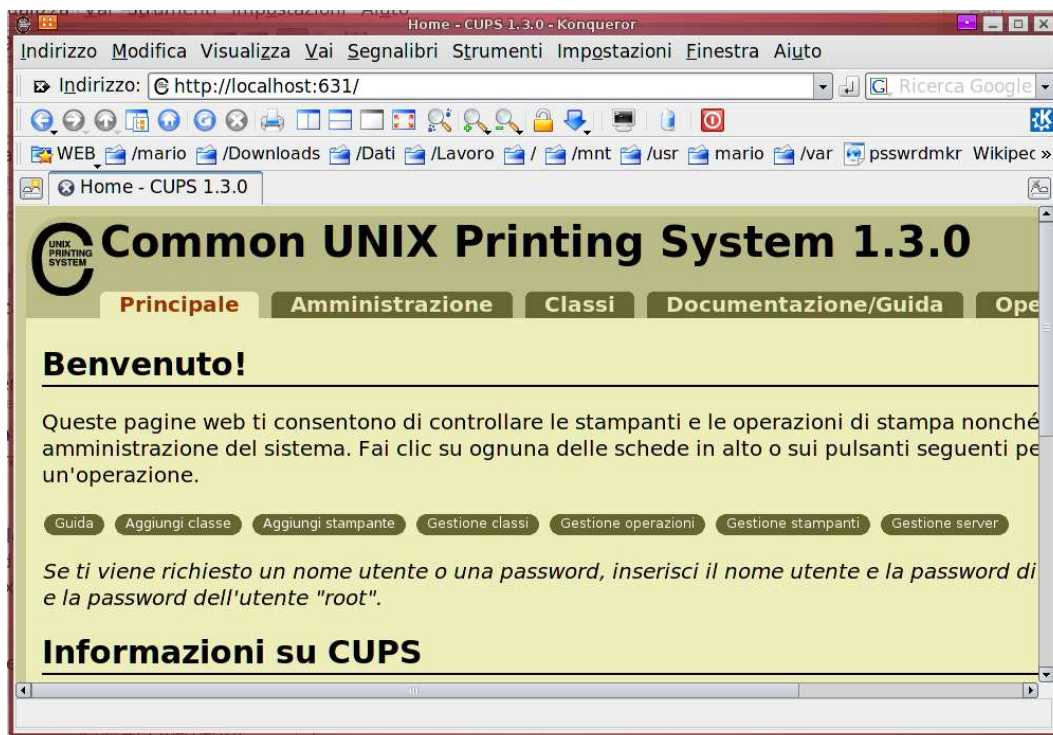 Home - CUPS 1.3.0 - Konqueror
Indirizzo Modifica Visualizza Vai Segnalibri Strumenti Impostazioni Finestra Aiuto
Indirizzo: http://localhost:631/ Ricerca Google
WEB /mario /Downloads /Dati /Lavoro / /mnt /usr mario /var psswrdmkr Wikipec »
Home - CUPS 1.3.0
UNIX PRINTING SYSTEM
Common UNIX Printing System 1.3.0
Principale Amministrazione Classi Documentazione/Guida Ope
Benvenuto!
Queste pagine web ti consentono di controllare le stampanti e le operazioni di stampa nonché
amministrazione del sistema. Fai clic su ognuna delle schede in alto o sui pulsanti seguenti pe
un'operazione.
Guida Aggiungi classe Aggiungi stampante Gestione classi Gestione operazioni Gestione stampanti Gestione server
Se ti viene richiesto un nome utente o una password, inserisci il nome utente e la password di
e la password dell'utente "root".
Informazioni su CUPS